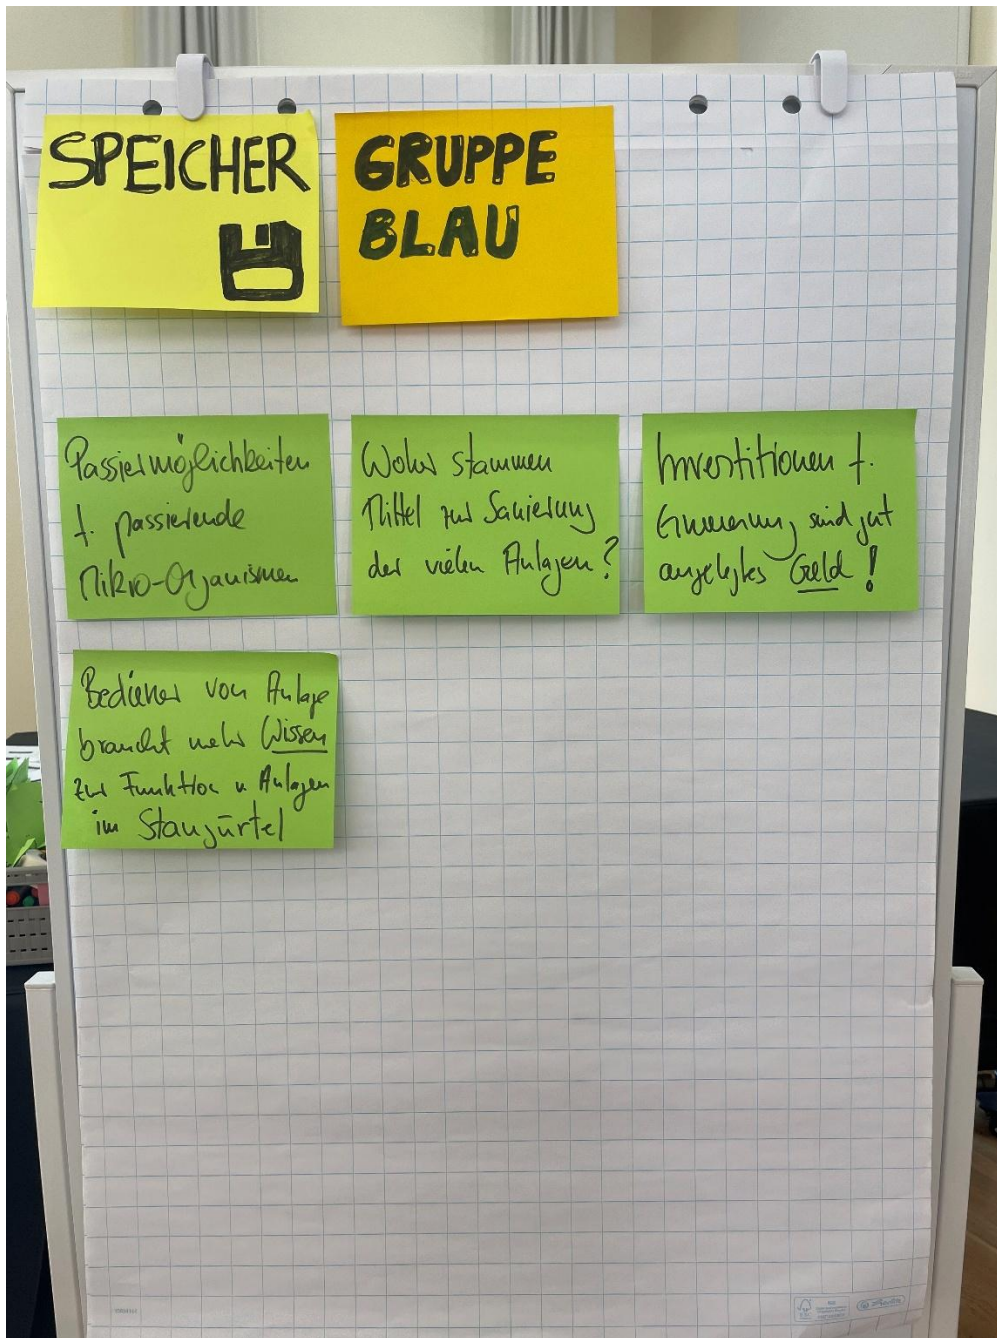 SPEICHER
GRUPPE
BLAU
Passiermöglichkeiten
f. passierende
Mikro-Organismen
Woher stammen
Mittel zur Sanierung
der vielen Anlagen?
Investitionen f.
Erneuerung sind gut
angelegtes Geld!
Bediener von Anlage
braucht mehr Wissen
zur Funktion v. Anlagen
im Staugürtel